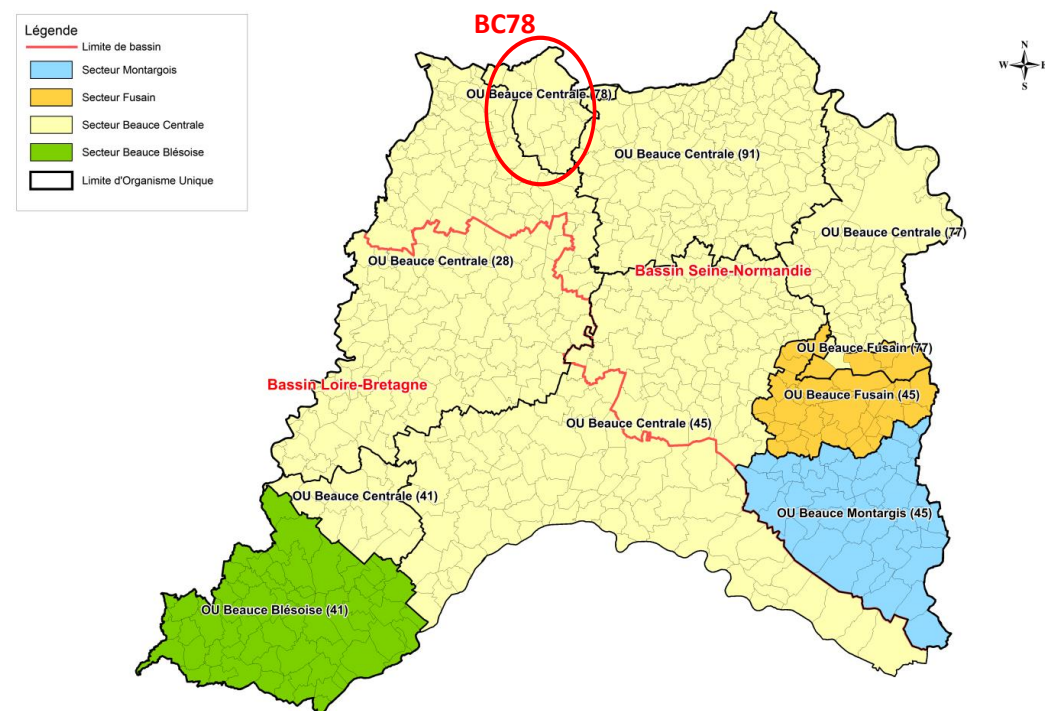 BC78
Légende
Limite de bassin
Secteur Montargois
Secteur Fusain
Secteur Beauce Centrale
Secteur Beauce Blésoise
Limite d'Organisme Unique
N
W E
S
OU Beauce Centrale (78)
OU Beauce Centrale (91)
OU Beauce Centrale (77)
OU Beauce Centrale (28)
Bassin Seine-Normandie
OU Beauce Fusain (77)
Bassin Loire-Bretagne
OU Beauce Fusain (45)
OU Beauce Centrale (45)
OU Beauce Centrale (41)
OU Beauce Montargis (45)
OU Beauce Blésoise (41)